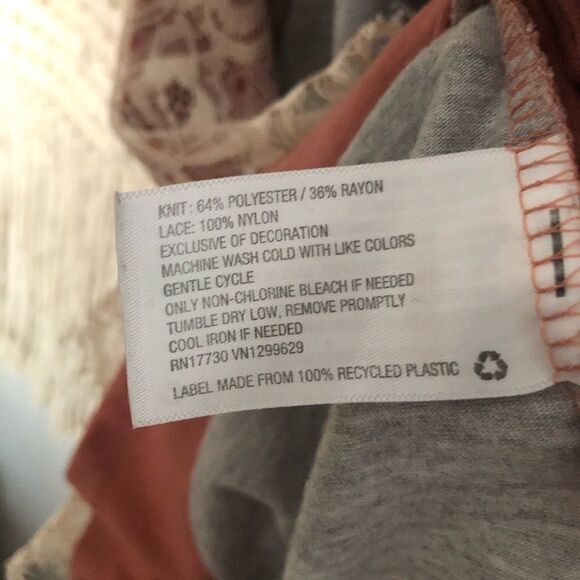 KNIT: 64% POLYESTER / 36% RAYON
LACE: 100% NYLON
EXCLUSIVE OF DECORATION
MACHINE WASH COLD WITH LIKE COLORS
GENTLE CYCLE
ONLY NON-CHLORINE BLEACH IF NEEDED
TUMBLE DRY LOW, REMOVE PROMPTLY
COOL IRON IF NEEDED
RN17730 VN1299629
LABEL MADE FROM 100% RECYCLED PLASTIC